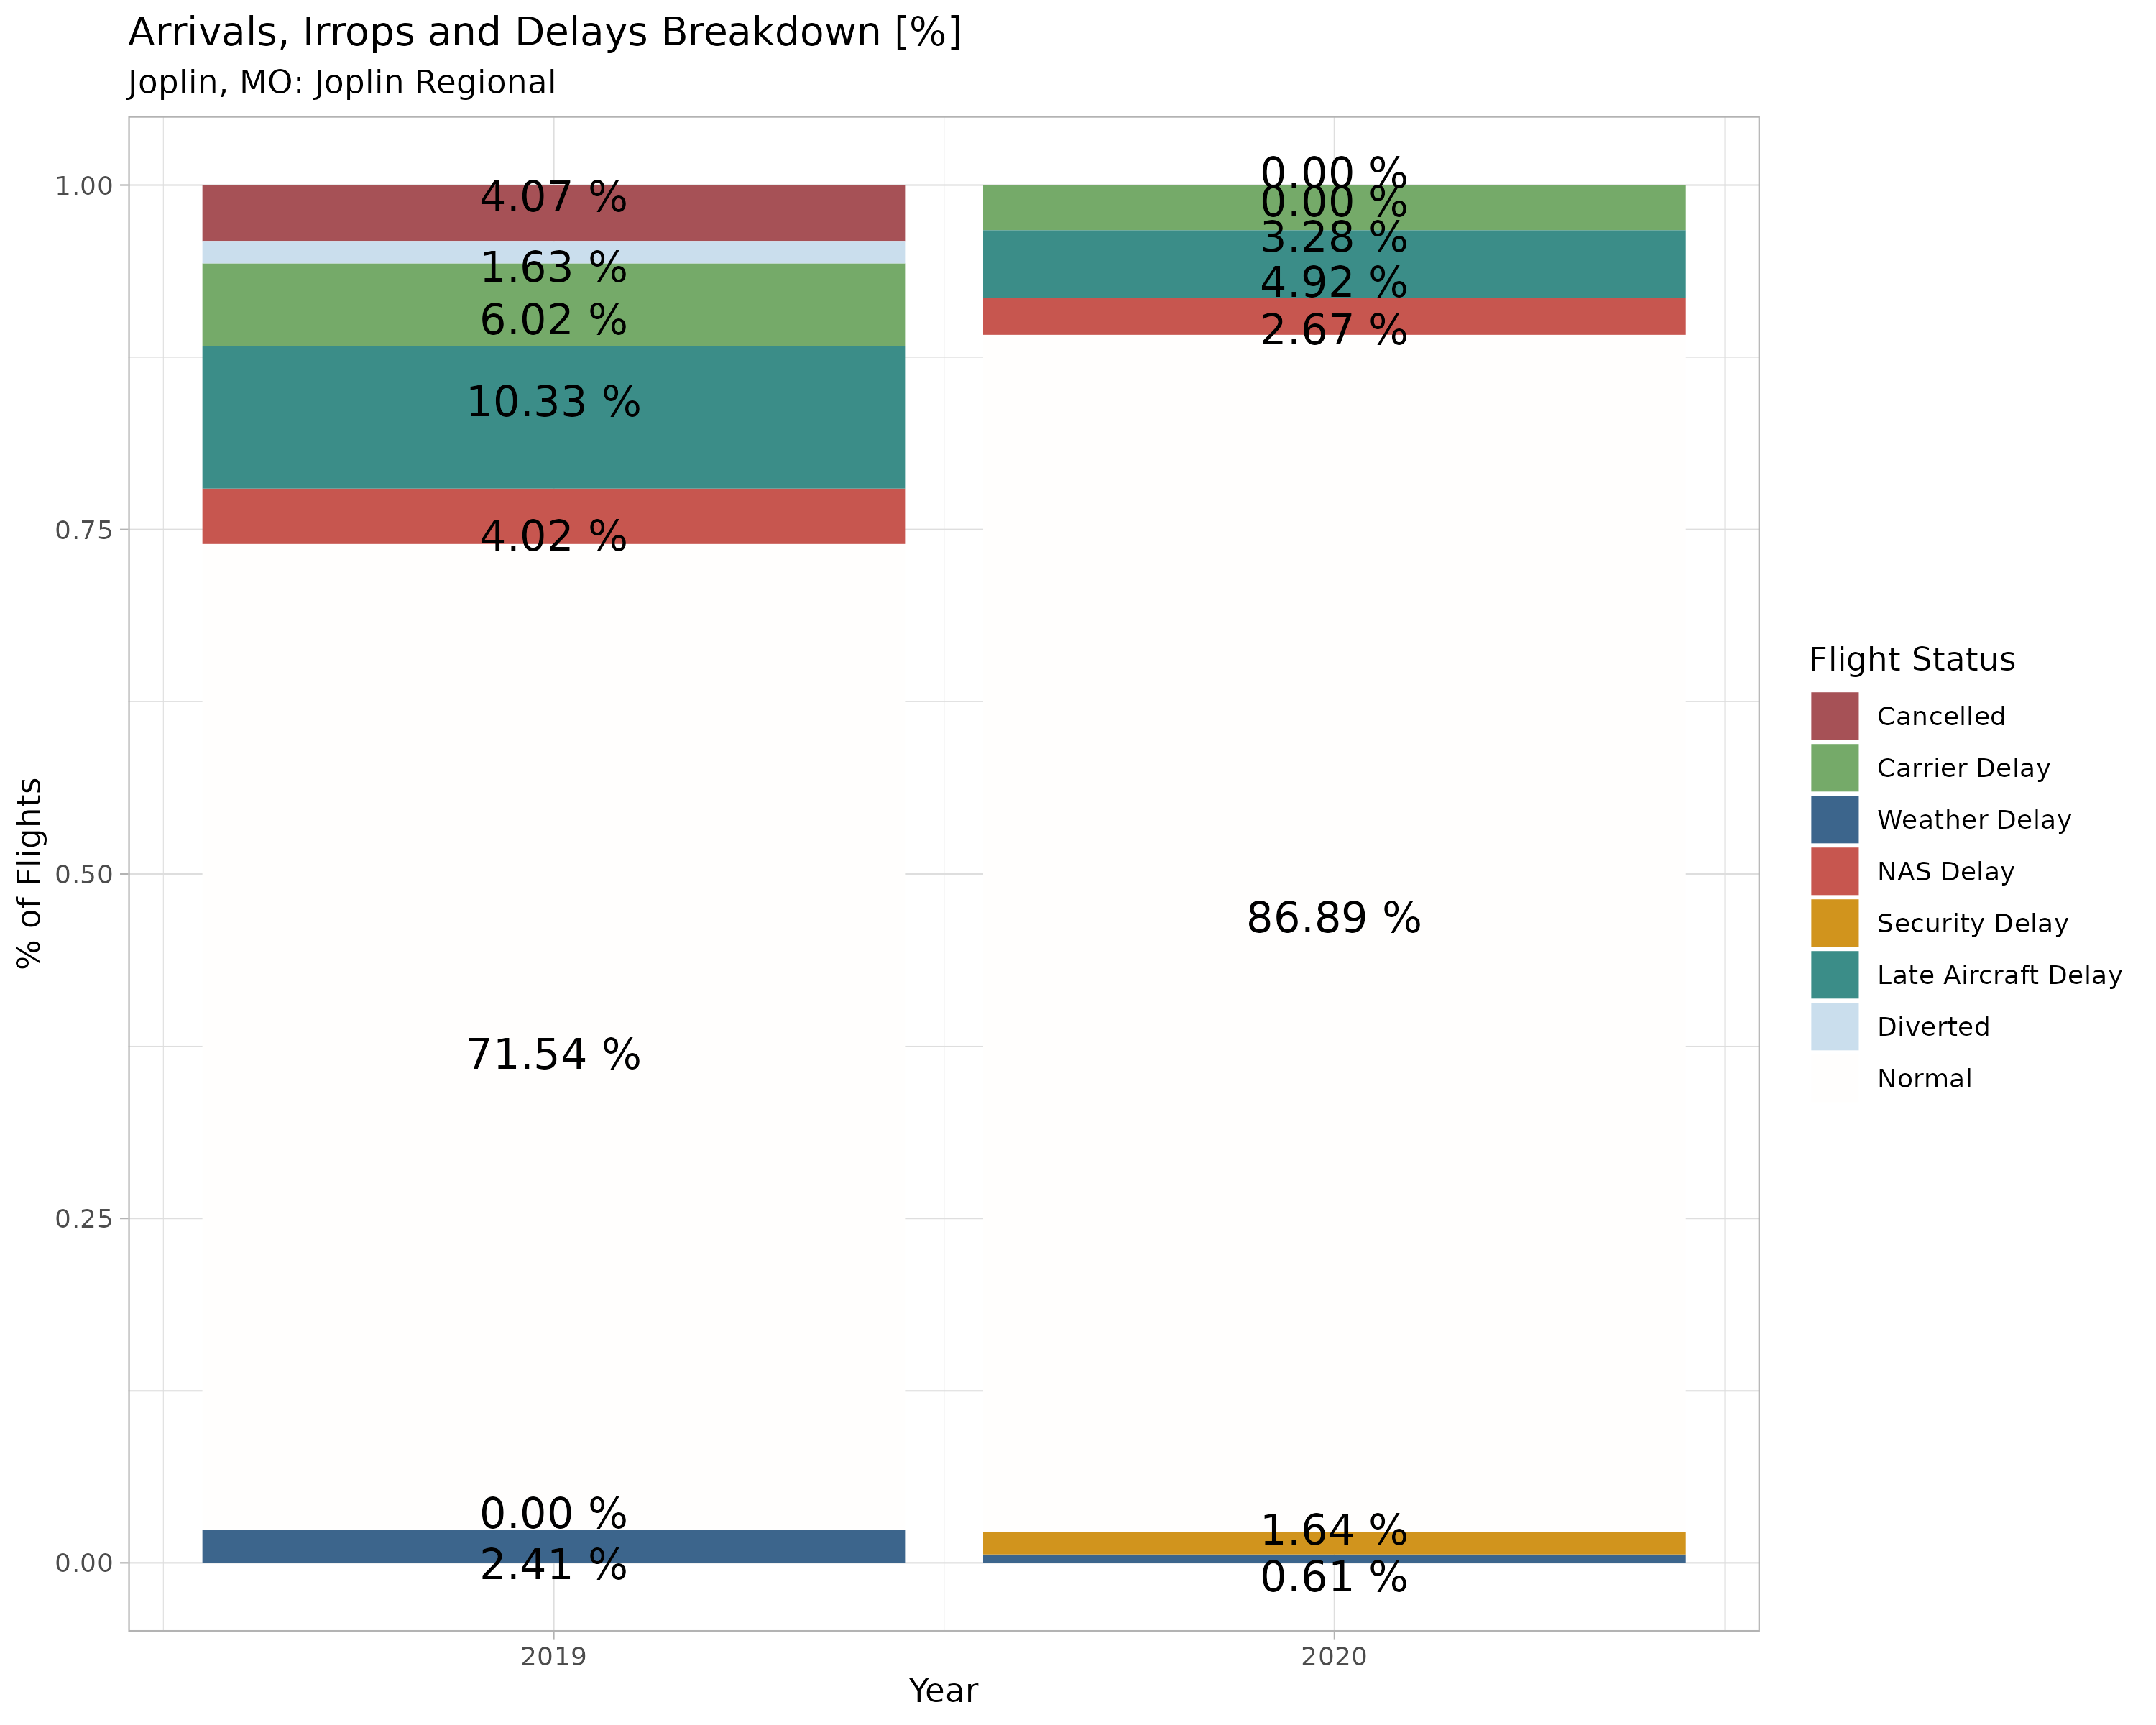 Arrivals, Irrops and Delays Breakdown [%]
Joplin, MO: Joplin Regional
% of Flights
1.00
0.75
0.50
0.25
0.00
4.07 %
1.63 %
6.02 %
10.33 %
4.02 %
71.54 %
0.00 %
2.41 %
0.00 %
0.00 %
3.28 %
4.92 %
2.67 %
86.89 %
1.64 %
0.61 %
2019
2020
Year
Flight Status
Cancelled
Carrier Delay
Weather Delay
NAS Delay
Security Delay
Late Aircraft Delay
Diverted
Normal